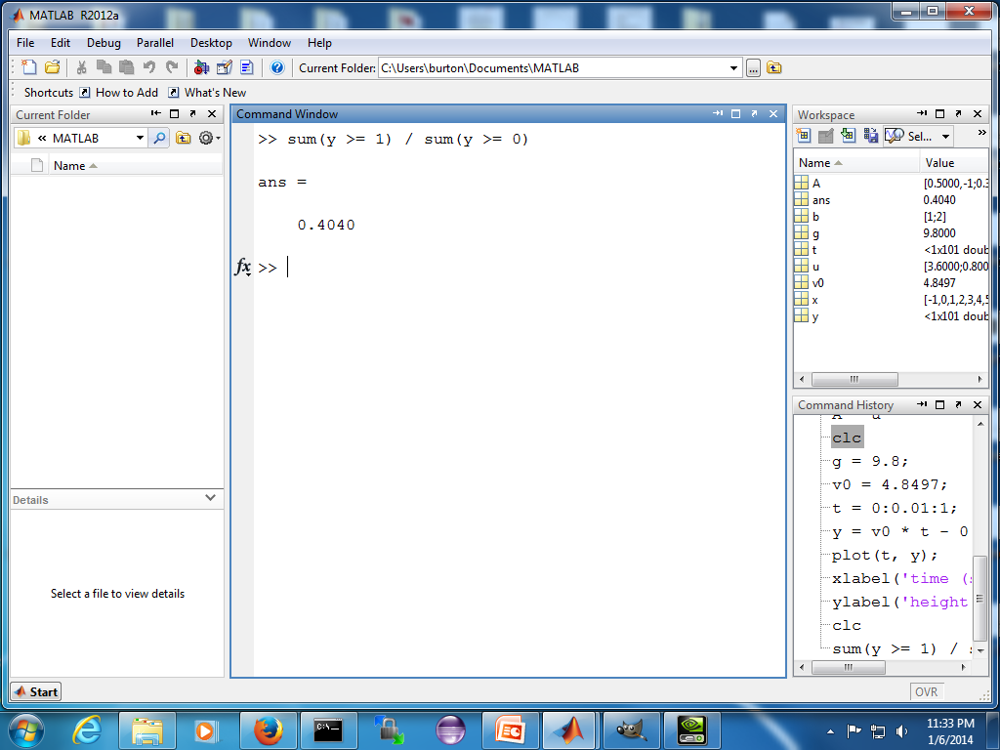 MATLAB R2012a
File Edit Debug Parallel Desktop Window Help
Current Folder: C:\Users\burton\Documents\MATLAB ...
Shortcuts How to Add What's New
Current Folder
« MATLAB
Name
Details
Select a file to view details
Command Window
>> sum(y >= 1) / sum(y >= 0)
ans =
0.4040
fx >>
Workspace
Sel... »
Name Value
A [0.5000,-1;0.3
ans 0.4040
b [1;2]
g 9.8000
t <1x101 doub
u [3.6000;0.800
v0 4.8497
x [-1,0,1,2,3,4,5
y <1x101 doub
Command History
clc
g = 9.8;
v0 = 4.8497;
t = 0:0.01:1;
y = v0 * t - 0
plot(t, y);
xlabel('time (s
ylabel('height
clc
sum(y >= 1) / s
Start
OVR
C:\_
11:33 PM
1/6/2014